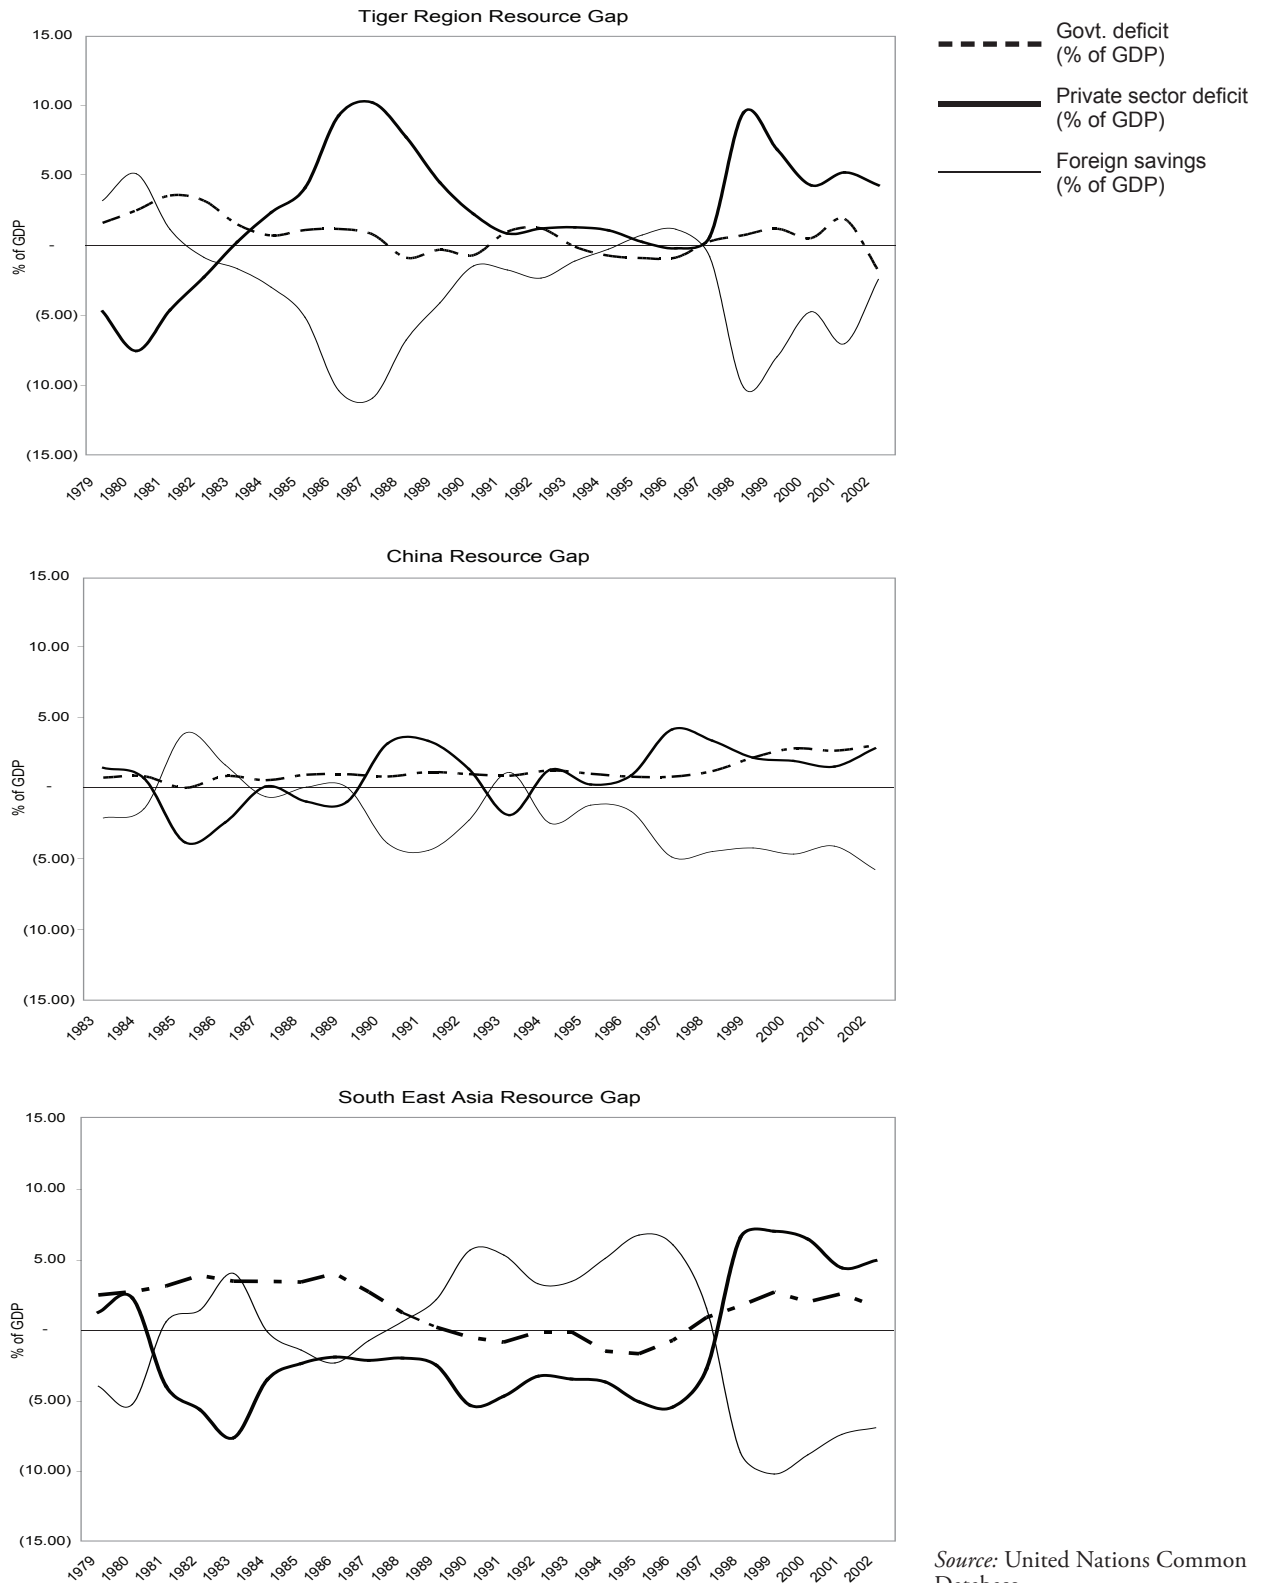 Tiger Region Resource Gap
15.00
10.00
5.00
-
(5.00)
(10.00)
(15.00)
% of GDP
1979 1980 1981 1982 1983 1984 1985 1986 1987 1988 1989 1990 1991 1992 1993 1994 1995 1996 1997 1998 1999 2000 2001 2002
Govt. deficit
(% of GDP)
Private sector deficit
(% of GDP)
Foreign savings
(% of GDP)
China Resource Gap
15.00
10.00
5.00
-
(5.00)
(10.00)
(15.00)
% of GDP
1983 1984 1985 1986 1987 1988 1989 1990 1991 1992 1993 1994 1995 1996 1997 1998 1999 2000 2001 2002
South East Asia Resource Gap
15.00
10.00
5.00
-
(5.00)
(10.00)
(15.00)
% of GDP
1979 1980 1981 1982 1983 1984 1985 1986 1987 1988 1989 1990 1991 1992 1993 1994 1995 1996 1997 1998 1999 2000 2001 2002
Source: United Nations Common